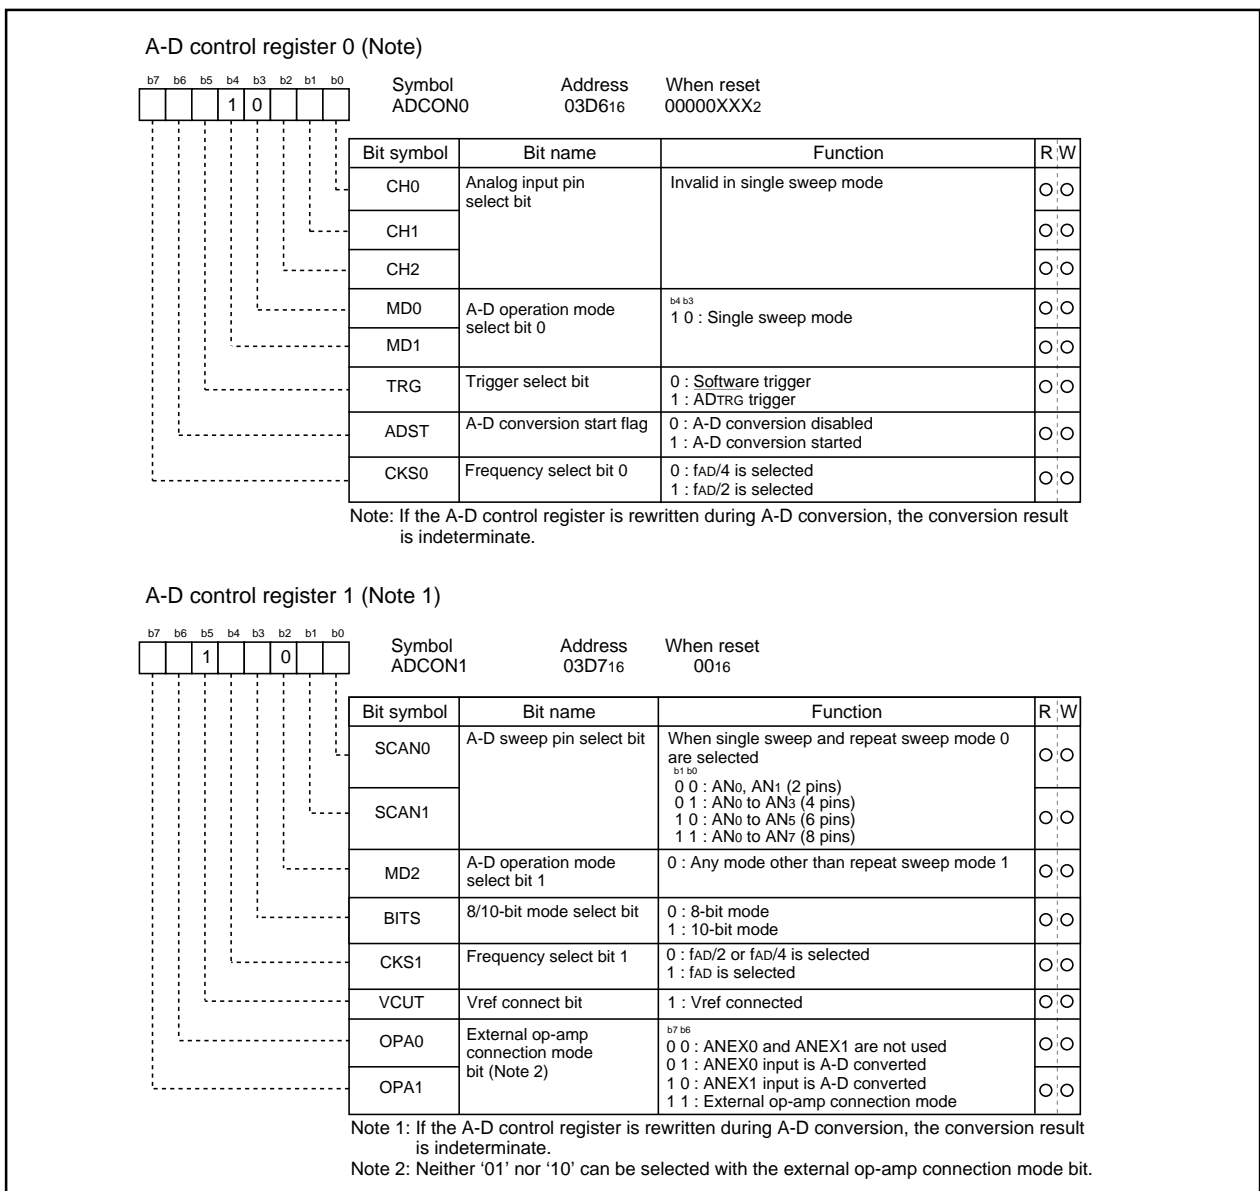 A-D control register 0 (Note)
b7 b6 b5 b4 b3 b2 b1 b0
1 0
Symbol Address When reset
ADCON0 03D616 00000XXX2
Bit symbol Bit name Function R W
CH0 Analog input pin select bit Invalid in single sweep mode
CH1
CH2
MD0 A-D operation mode select bit 0 b4 b3
1 0 : Single sweep mode
MD1
TRG Trigger select bit 0 : Software trigger
1 : ADTRG trigger
ADST A-D conversion start flag 0 : A-D conversion disabled
1 : A-D conversion started
CKS0 Frequency select bit 0 0 : fAD/4 is selected
1 : fAD/2 is selected
Note: If the A-D control register is rewritten during A-D conversion, the conversion result
is indeterminate.
A-D control register 1 (Note 1)
b7 b6 b5 b4 b3 b2 b1 b0
1 0
Symbol Address When reset
ADCON1 03D716 0016
Bit symbol Bit name Function R W
SCAN0 A-D sweep pin select bit When single sweep and repeat sweep mode 0
are selected
b1 b0
0 0 : AN0, AN1 (2 pins)
0 1 : AN0 to AN3 (4 pins)
SCAN1 1 0 : AN0 to AN5 (6 pins)
1 1 : AN0 to AN7 (8 pins)
MD2 A-D operation mode select bit 1 0 : Any mode other than repeat sweep mode 1
BITS 8/10-bit mode select bit 0 : 8-bit mode
1 : 10-bit mode
CKS1 Frequency select bit 1 0 : fAD/2 or fAD/4 is selected
1 : fAD is selected
VCUT Vref connect bit 1 : Vref connected
OPA0 External op-amp connection mode bit (Note 2) b7 b6
0 0 : ANEX0 and ANEX1 are not used
0 1 : ANEX0 input is A-D converted
OPA1 1 0 : ANEX1 input is A-D converted
1 1 : External op-amp connection mode
Note 1: If the A-D control register is rewritten during A-D conversion, the conversion result
is indeterminate.
Note 2: Neither ‘01’ nor ‘10’ can be selected with the external op-amp connection mode bit.